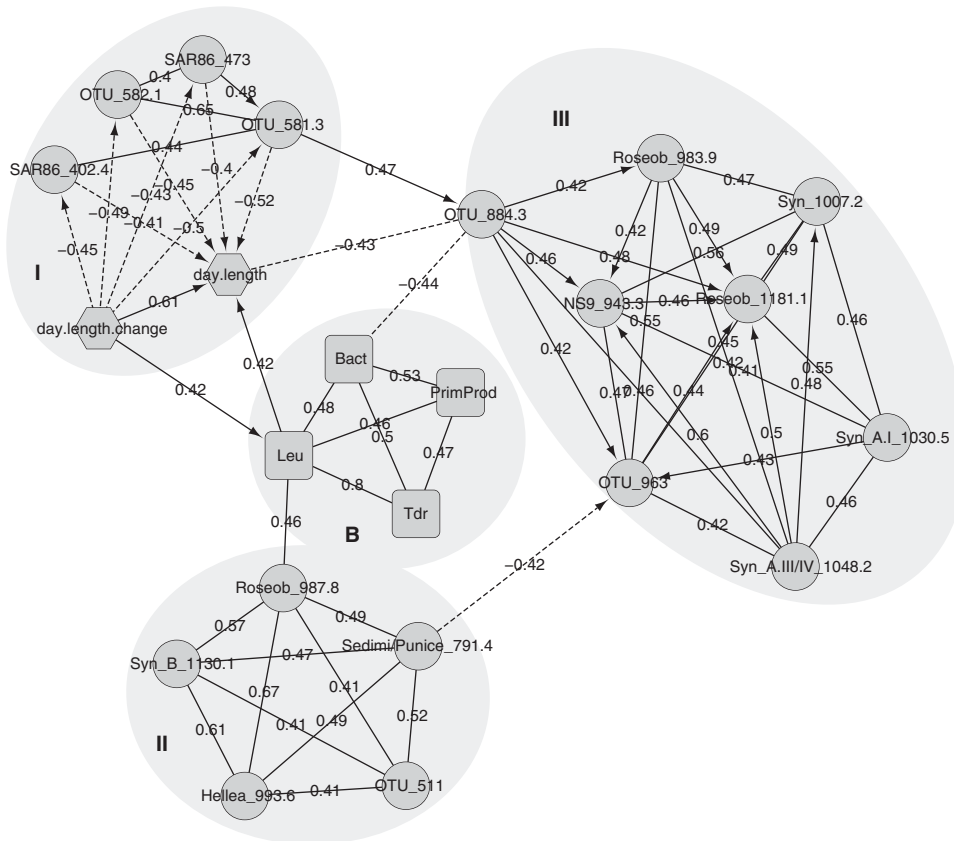 SAR86_473
0.4
OTU_582.1
0.48
0.65
OTU_581.3
III
0.44
Roseob_983.9
SAR86_402.4
−0.4
0.47
0.47
−0.45
0.42
−0.43
−0.52
Syn_1007.2
−0.49
−0.41
−0.5
OTU_884.3
0.42
0.49
−0.45
−0.43
0.56
0.49
0.48
0.46
I
day.length
−0.44
0.61
NS9_943.3
0.46
Roseob_1181.1
day.length.change
0.55
0.46
B
0.42
0.45
0.42
0.42
0.41
0.55
Bact
0.53
PrimProd
0.42
0.48
0.47
0.46
0.44
0.48
0.46
0.5
0.6
0.5
Leu
0.47
Syn_A.I_1030.5
0.8
0.43
OTU_963
Tdr
0.46
0.46
0.42
−0.42
Syn_A.III/IV_1048.2
Roseob_987.8
0.49
0.57
Sedimi/Punice_791.4
0.47
Syn_B_1130.1
0.67
0.41
0.61
0.41
0.49
0.52
II
Hellea_993.6
0.41
OTU_511